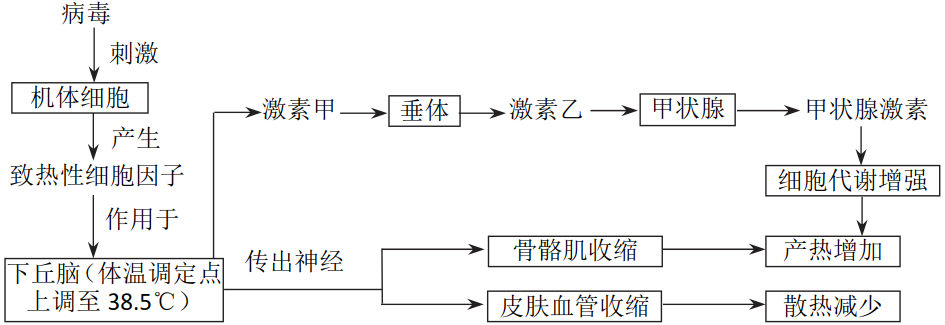 病毒
刺激
机体细胞
产生
致热性细胞因子
作用于
下丘脑（体温调定点
上调至 38.5℃）
激素甲
垂体
激素乙
甲状腺
甲状腺激素
细胞代谢增强
传出神经
骨骼肌收缩
产热增加
皮肤血管收缩
散热减少